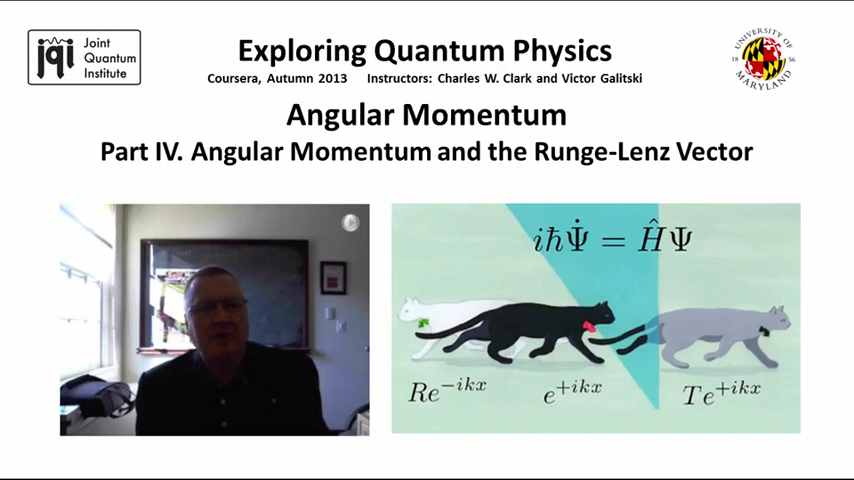 jqi
Joint
Quantum
Institute
Exploring Quantum Physics
Coursera, Autumn 2013 Instructors: Charles W. Clark and Victor Galitski
UNIVERSITY OF
18 56
MARYLAND
Angular Momentum
Part IV. Angular Momentum and the Runge-Lenz Vector
iħΨ̇ = ĤΨ
Re⁻ⁱᵏˣ e⁺ⁱᵏˣ Te⁺ⁱᵏˣ